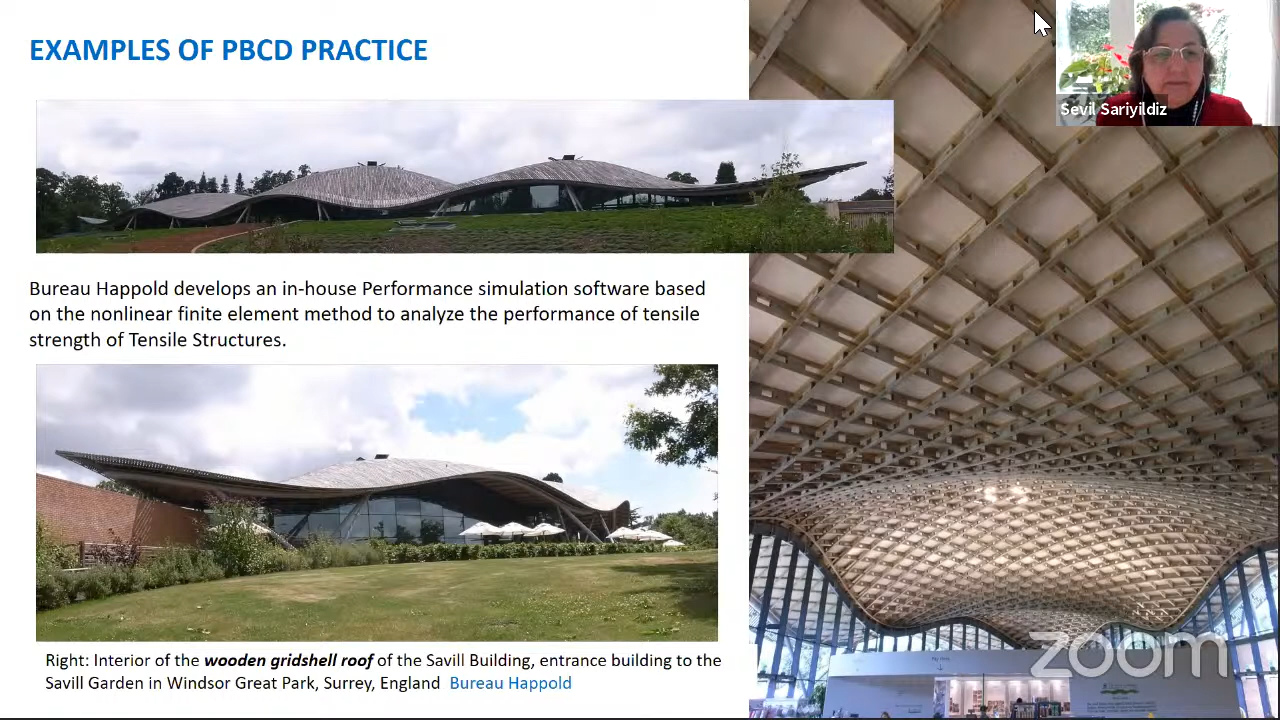 EXAMPLES OF PBCD PRACTICE
Sevil Sariyildiz
Bureau Happold develops an in-house Performance simulation software based
on the nonlinear finite element method to analyze the performance of tensile
strength of Tensile Structures.
Right: Interior of the wooden gridshell roof of the Savill Building, entrance building to the
Savill Garden in Windsor Great Park, Surrey, England Bureau Happold
zoom